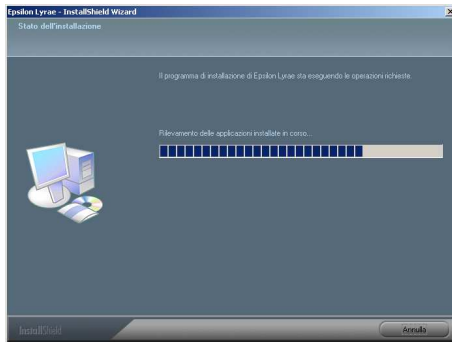 Epsilon Lyrae - InstallShield Wizard
Stato dell'installazione
Il programma di installazione di Epsilon Lyrae sta eseguendo le operazioni richieste.
Rilevamento delle applicazioni installate in corso...
InstallShield
Annulla